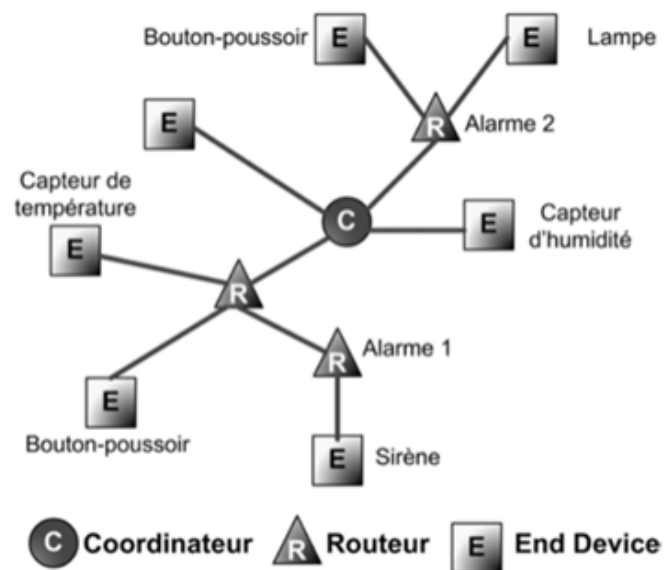 Bouton-poussoir
E
E
Lampe
E
R
Alarme 2
Capteur de
température
C
E
Capteur
d'humidité
E
R
R
Alarme 1
E
Bouton-poussoir
E
Sirène
C Coordinateur R Routeur E End Device